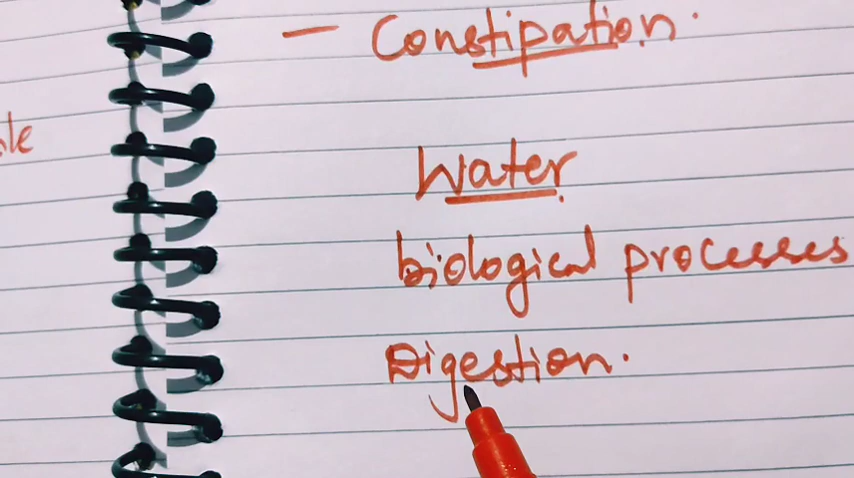 - Constipation.
Water
biological processes
Digestion.